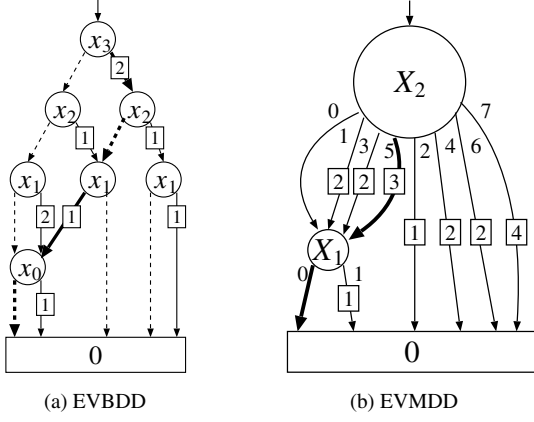 x3
2
x2 x2
1 1
x1 x1 x1
2 1 1
x0
1
0
(a) EVBDD
X2
0 7
1 3 5 2 4 6
2 2 3
1 2 2 4
X1
0 1
1
0
(b) EVMDD